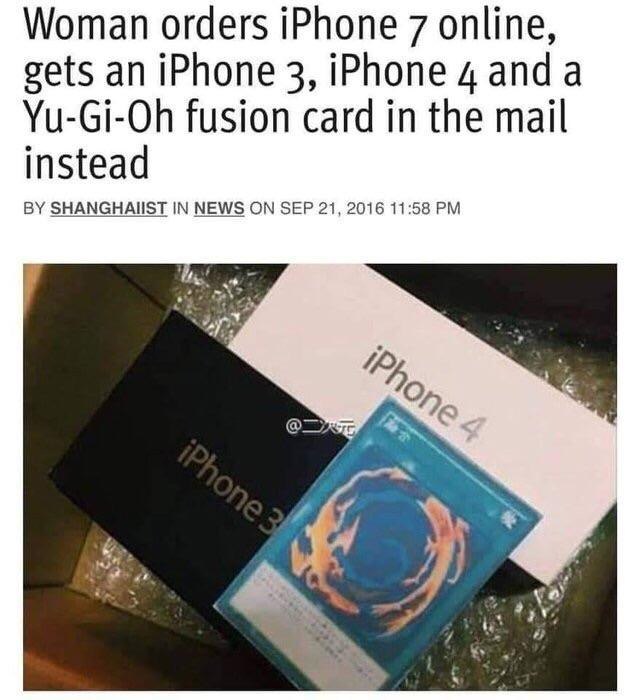 Woman orders iPhone 7 online,
gets an iPhone 3, iPhone 4 and a
Yu-Gi-Oh fusion card in the mail
instead
BY SHANGHAIIST IN NEWS ON SEP 21, 2016 11:58 PM
iPhone 4
@二次元
iPhone 3
融合